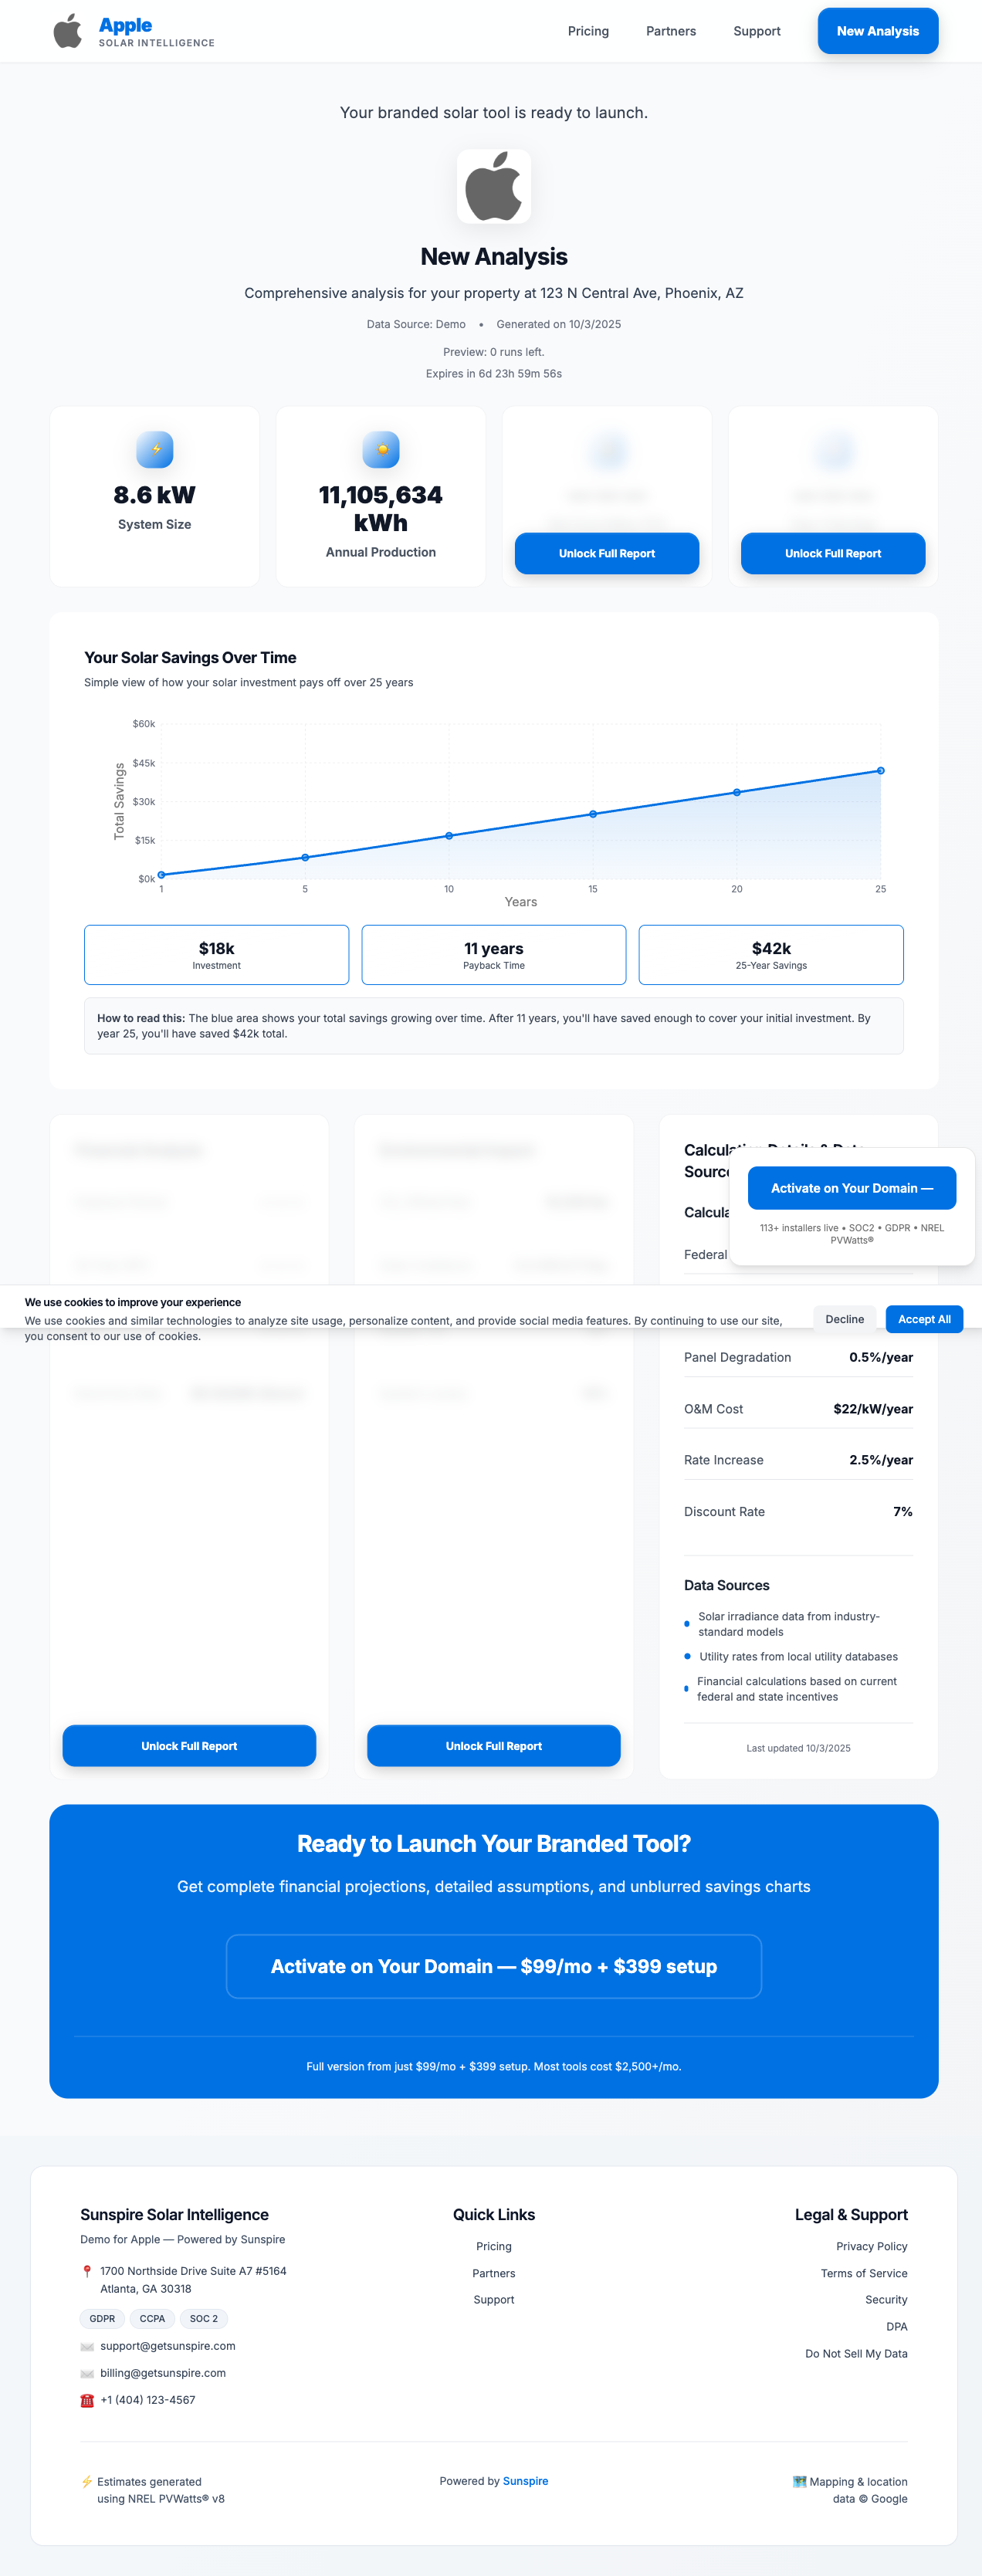 Apple
SOLAR INTELLIGENCE
Pricing
Partners
Support
New Analysis
Your branded solar tool is ready to launch.
New Analysis
Comprehensive analysis for your property at 123 N Central Ave, Phoenix, AZ
Data Source: Demo • Generated on 10/3/2025
Preview: 0 runs left.
Expires in 6d 23h 59m 56s
8.6 kW
System Size
11,105,634
kWh
Annual Production
Unlock Full Report
Unlock Full Report
Your Solar Savings Over Time
Simple view of how your solar investment pays off over 25 years
Total Savings
$60k
$45k
$30k
$15k
$0k
1
5
10
15
20
25
Years
$18k
Investment
11 years
Payback Time
$42k
25-Year Savings
How to read this: The blue area shows your total savings growing over time. After 11 years, you'll have saved enough to cover your initial investment. By
year 25, you'll have saved $42k total.
Activate on Your Domain —
113+ installers live • SOC2 • GDPR • NREL
PVWatts®
Federal
We use cookies to improve your experience
We use cookies and similar technologies to analyze site usage, personalize content, and provide social media features. By continuing to use our site,
you consent to our use of cookies.
Decline
Accept All
Panel Degradation 0.5%/year
O&M Cost $22/kW/year
Rate Increase 2.5%/year
Discount Rate 7%
Data Sources
Solar irradiance data from industry-
standard models
Utility rates from local utility databases
Financial calculations based on current
federal and state incentives
Last updated 10/3/2025
Unlock Full Report
Unlock Full Report
Ready to Launch Your Branded Tool?
Get complete financial projections, detailed assumptions, and unblurred savings charts
Activate on Your Domain — $99/mo + $399 setup
Full version from just $99/mo + $399 setup. Most tools cost $2,500+/mo.
Sunspire Solar Intelligence
Demo for Apple — Powered by Sunspire
1700 Northside Drive Suite A7 #5164
Atlanta, GA 30318
GDPR
CCPA
SOC 2
support@getsunspire.com
billing@getsunspire.com
+1 (404) 123-4567
Quick Links
Pricing
Partners
Support
Legal & Support
Privacy Policy
Terms of Service
Security
DPA
Do Not Sell My Data
Estimates generated
using NREL PVWatts® v8
Powered by Sunspire
Mapping & location
data © Google